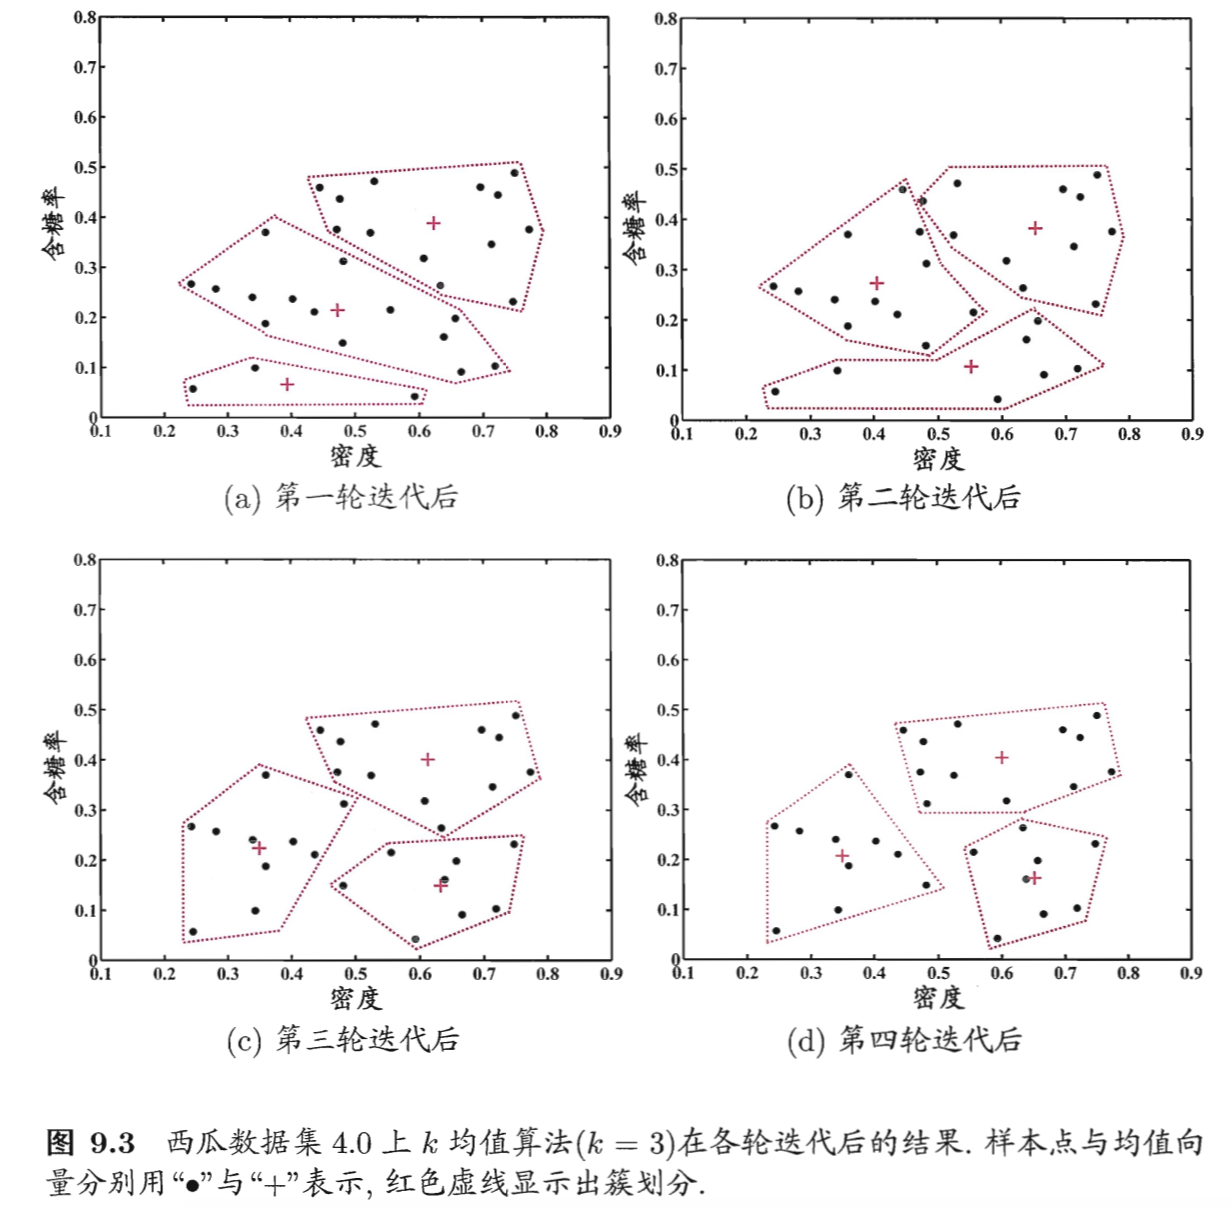 0.8
0.7
0.6
0.5
0.4
0.3
0.2
0.1
0
含糖率
0.1 0.2 0.3 0.4 0.5 0.6 0.7 0.8 0.9
密度
(a) 第一轮迭代后
0.8
0.7
0.6
0.5
0.4
0.3
0.2
0.1
0
含糖率
0.1 0.2 0.3 0.4 0.5 0.6 0.7 0.8 0.9
密度
(b) 第二轮迭代后
0.8
0.7
0.6
0.5
0.4
0.3
0.2
0.1
0
含糖率
0.1 0.2 0.3 0.4 0.5 0.6 0.7 0.8 0.9
密度
(c) 第三轮迭代后
0.8
0.7
0.6
0.5
0.4
0.3
0.2
0.1
0
含糖率
0.1 0.2 0.3 0.4 0.5 0.6 0.7 0.8 0.9
密度
(d) 第四轮迭代后
图 9.3 西瓜数据集 4.0 上 k 均值算法(k = 3)在各轮迭代后的结果. 样本点与均值向
量分别用“●”与“+”表示, 红色虚线显示出簇划分.